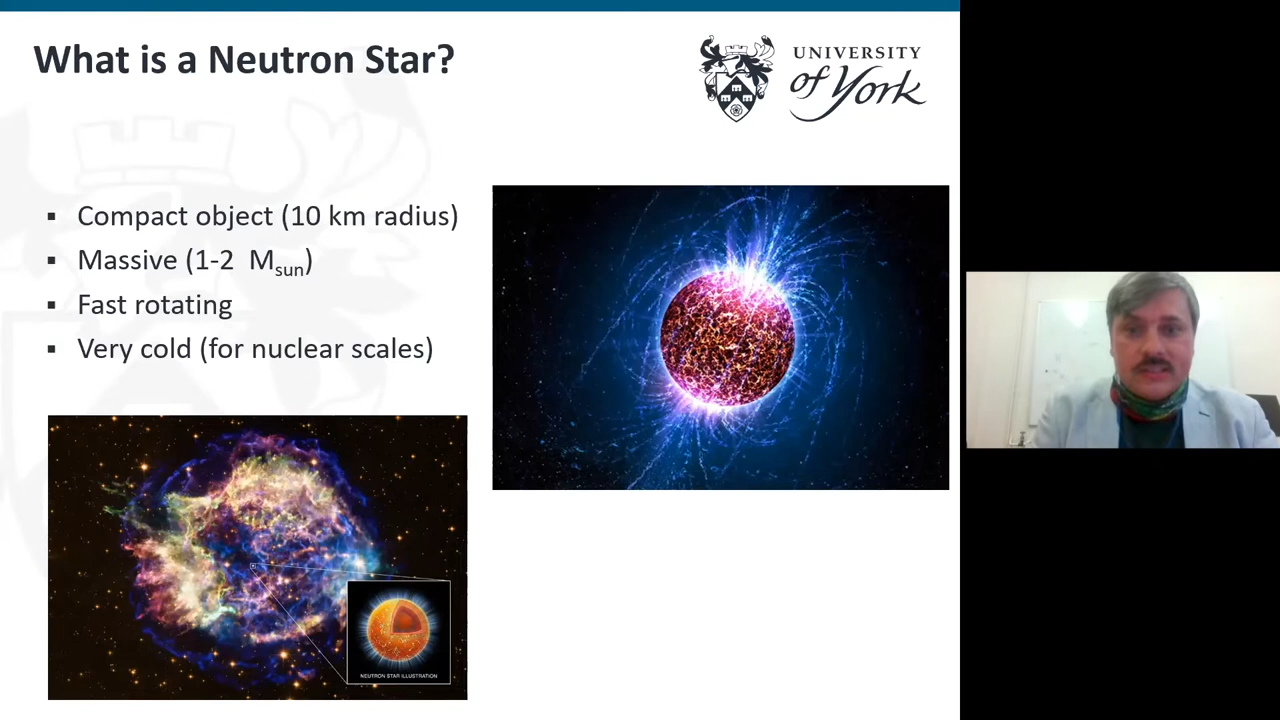 What is a Neutron Star?
UNIVERSITY
of York
▪ Compact object (10 km radius)
▪ Massive (1-2 Msun)
▪ Fast rotating
▪ Very cold (for nuclear scales)
NEUTRON STAR ILLUSTRATION